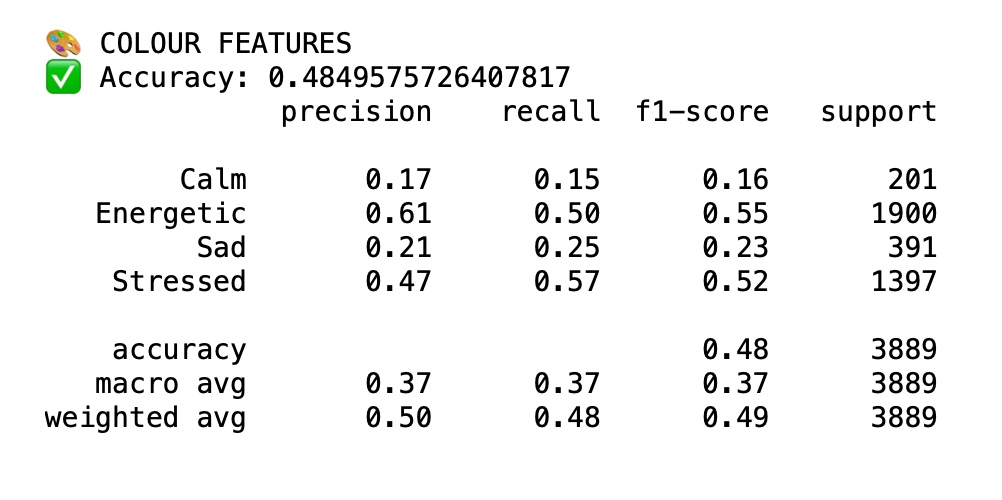 🎨 COLOUR FEATURES
✅ Accuracy: 0.4849575726407817
precision recall f1-score support
Calm 0.17 0.15 0.16 201
Energetic 0.61 0.50 0.55 1900
Sad 0.21 0.25 0.23 391
Stressed 0.47 0.57 0.52 1397
accuracy 0.48 3889
macro avg 0.37 0.37 0.37 3889
weighted avg 0.50 0.48 0.49 3889